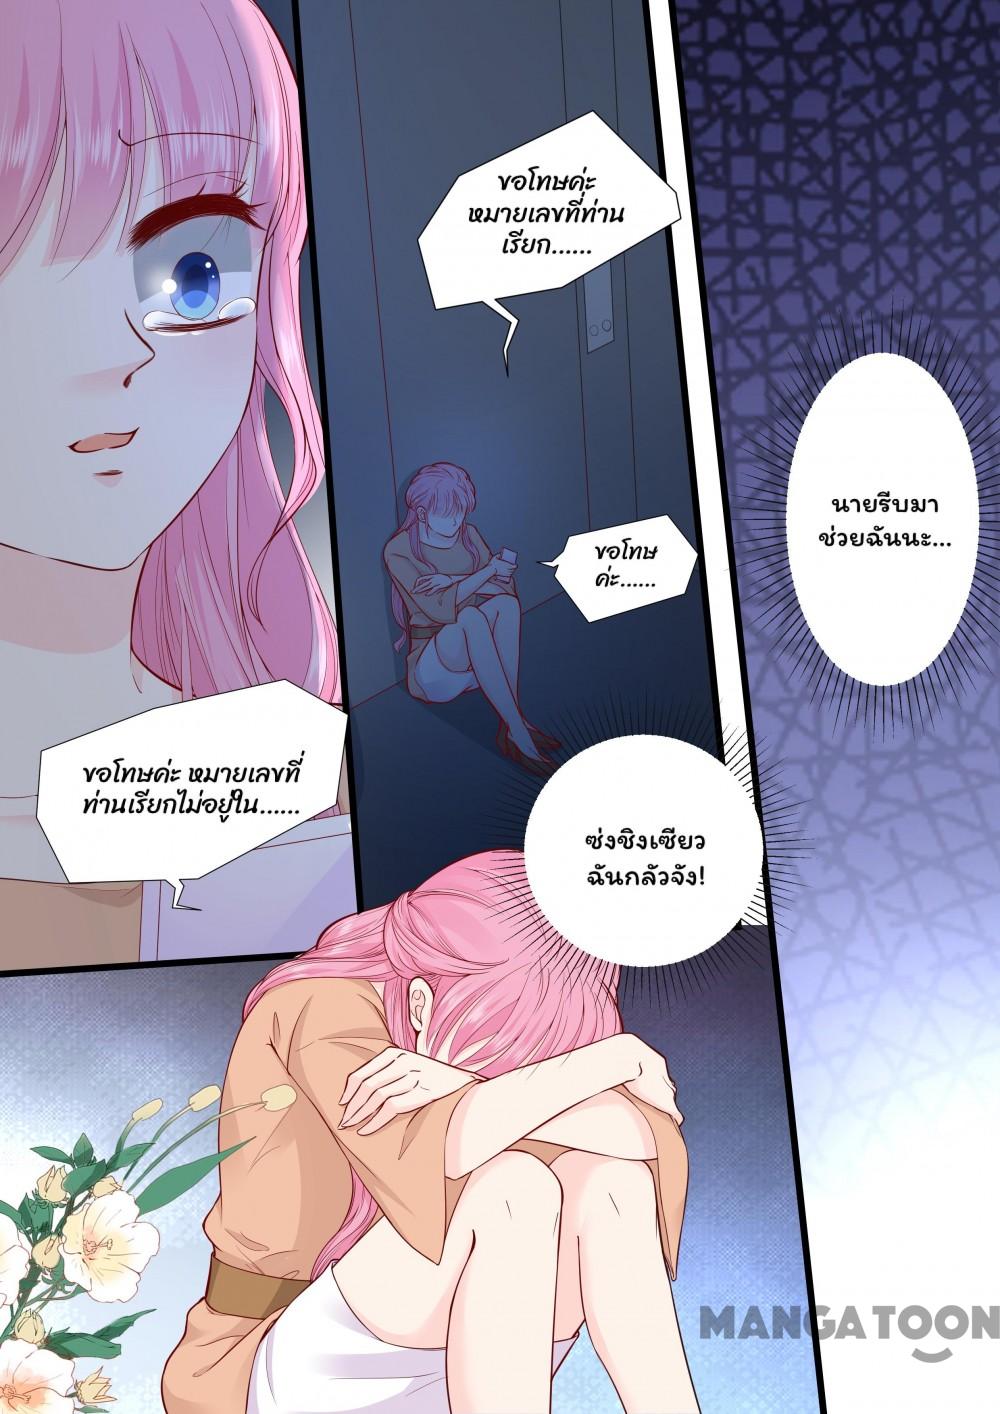 ขอโทษค่ะ
หมายเลขที่ท่าน
เรียก......
ขอโทษ
ค่ะ......
ขอโทษค่ะ หมายเลขที่
ท่านเรียกไม่อยู่ใน......
ซ่งชิงเซียว
ฉันกลัวจัง!
นายรีบมา
ช่วยฉันนะ...
MANGATOON